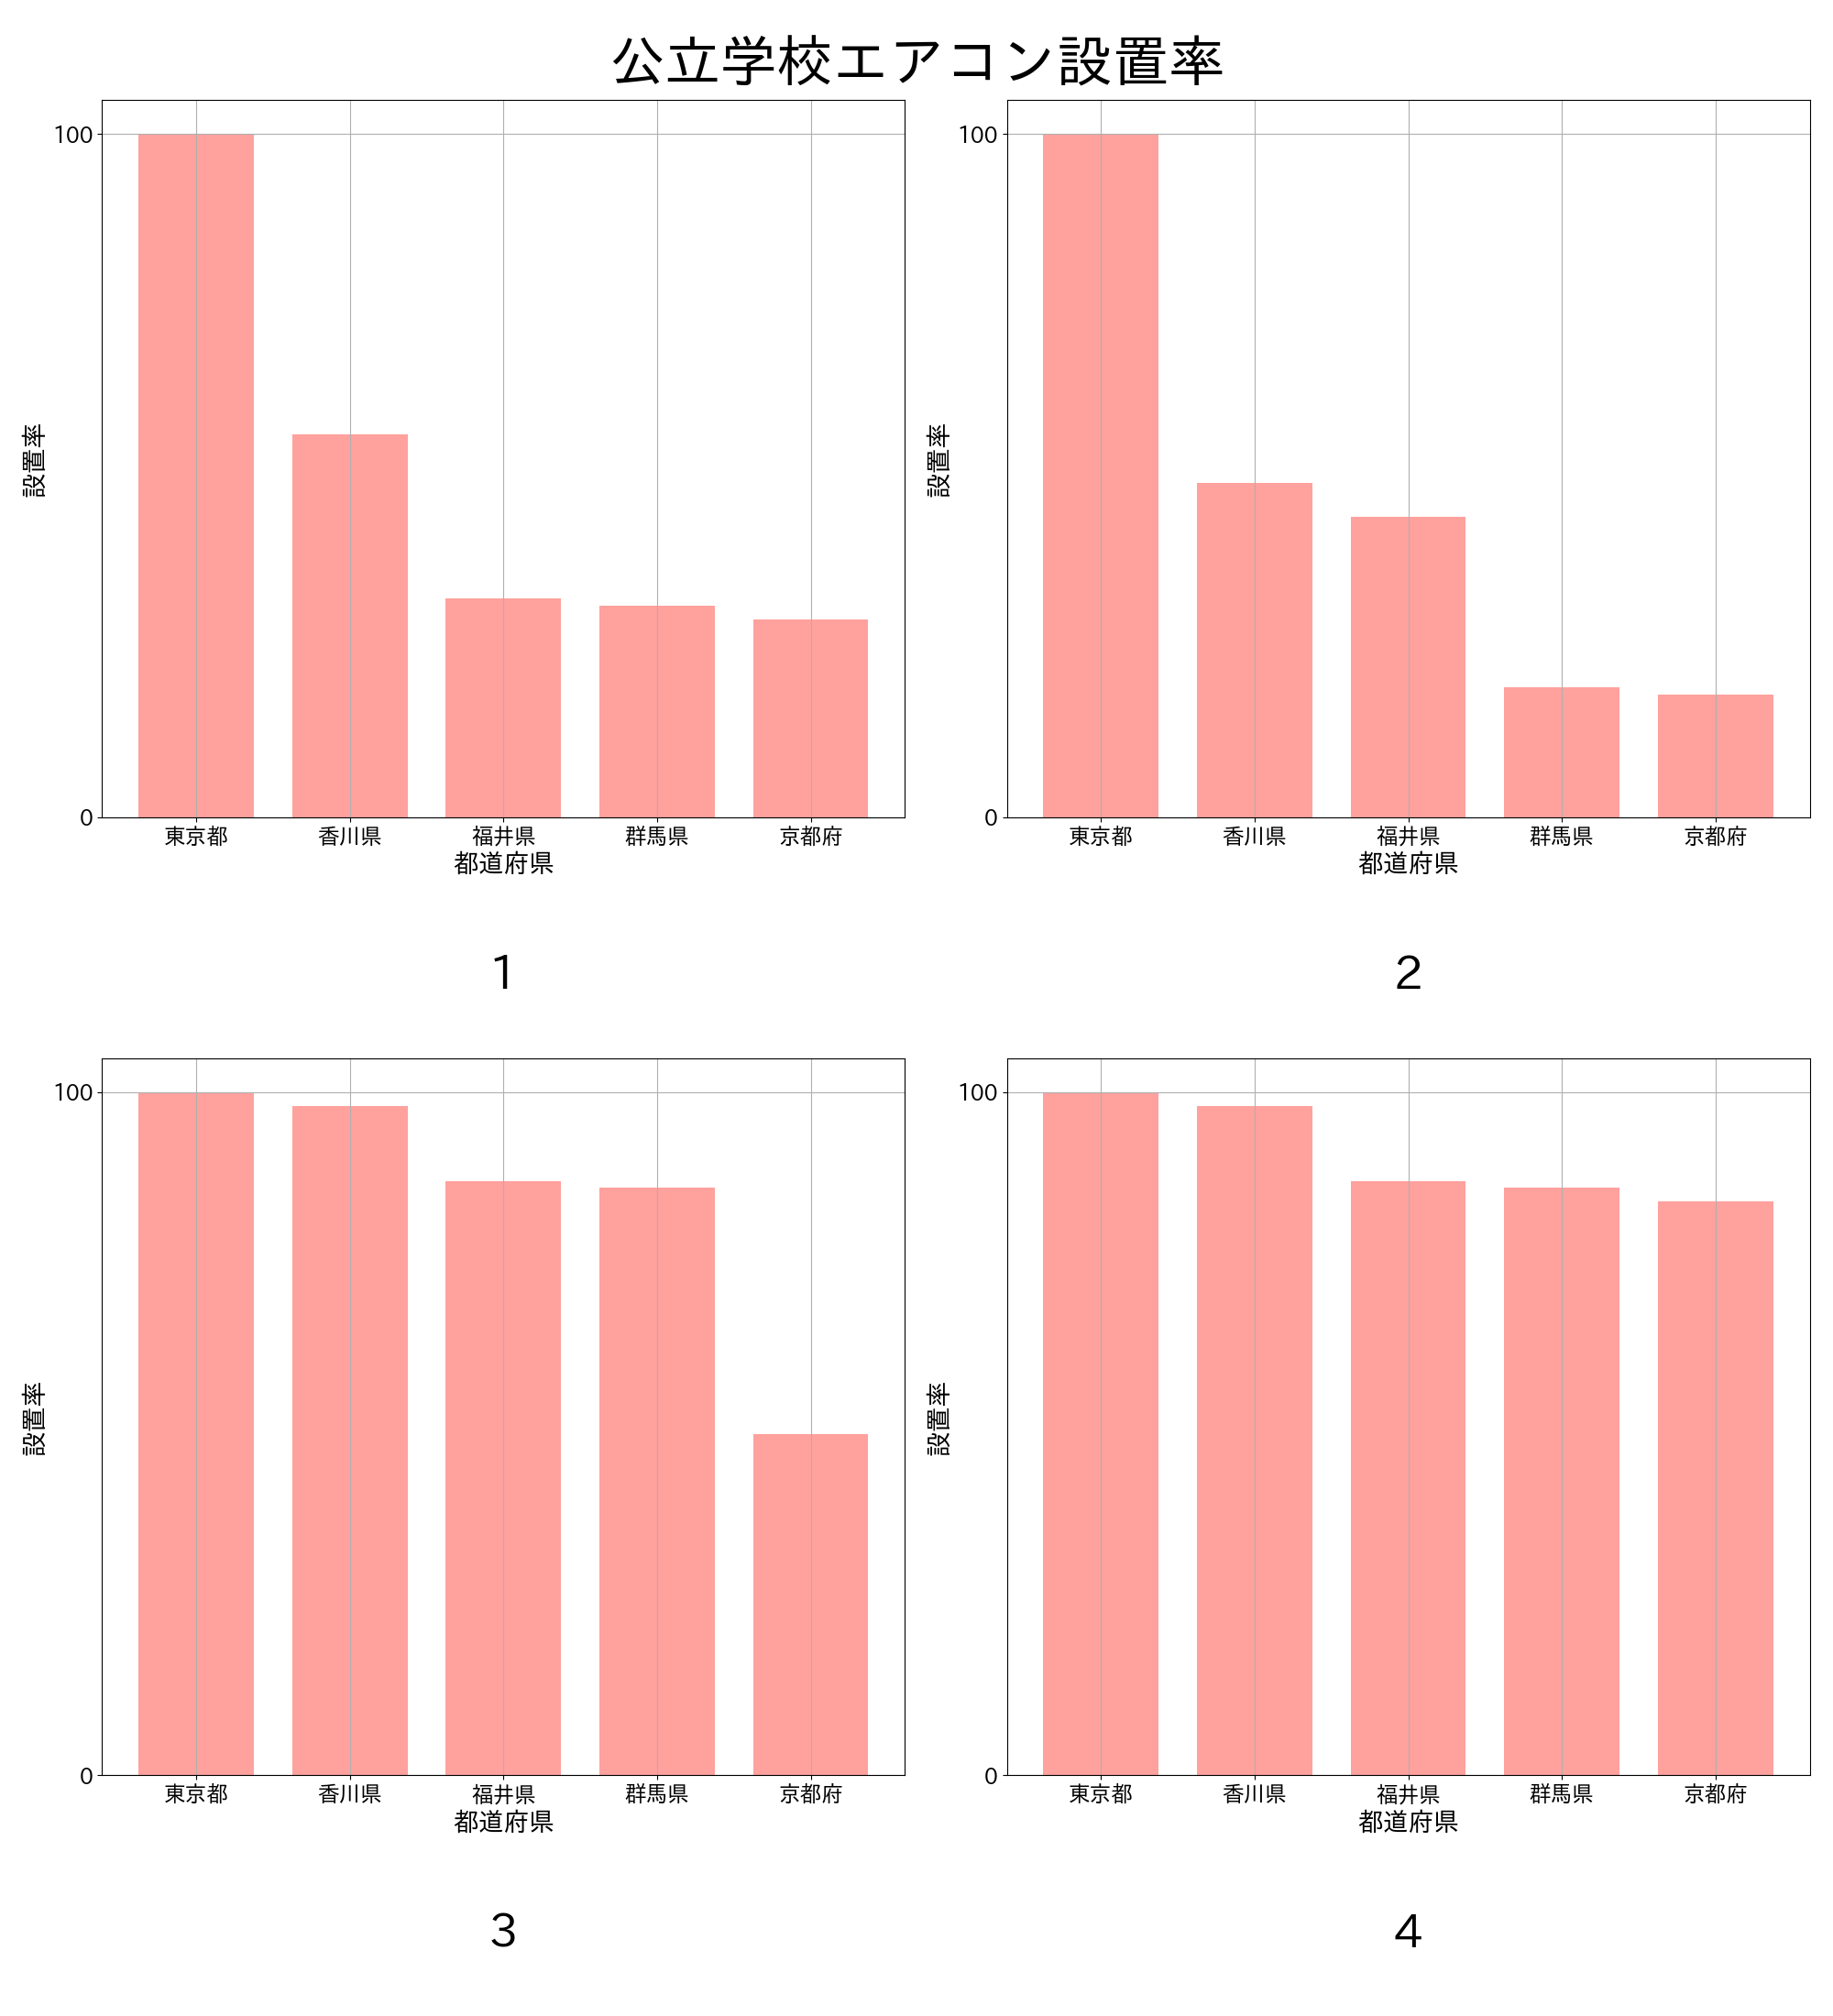 公立学校エアコン設置率
100
設置率
0
東京都 香川県 福井県 群馬県 京都府
都道府県
1
100
設置率
0
東京都 香川県 福井県 群馬県 京都府
都道府県
2
100
設置率
0
東京都 香川県 福井県 群馬県 京都府
都道府県
3
100
設置率
0
東京都 香川県 福井県 群馬県 京都府
都道府県
4